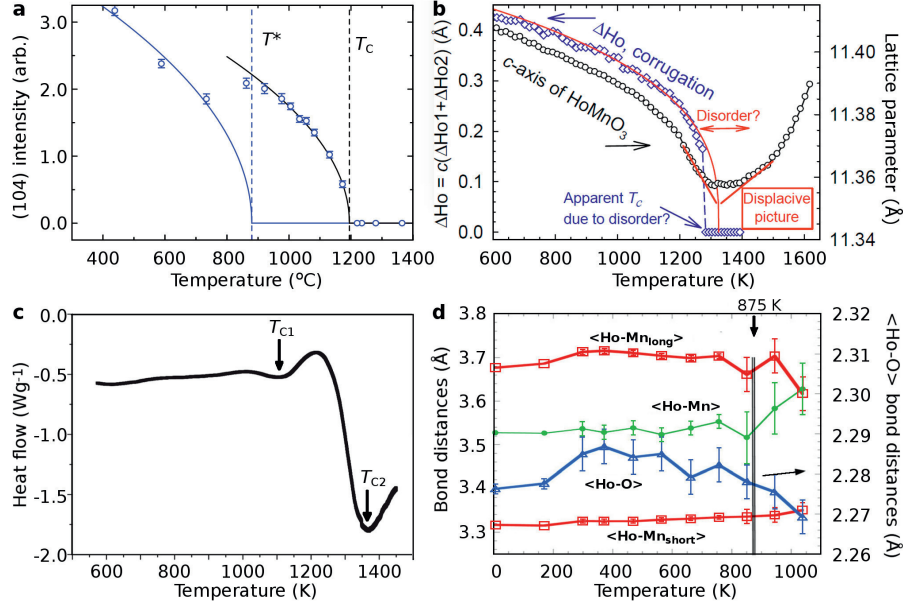 a
3.0
2.0
1.0
0.0
(104) intensity (arb.)
T*
T_C
400 600 800 1000 1200 1400
Temperature (°C)
b
0.4
0.3
0.2
0.1
0.0
ΔHo = c(ΔHo1+ΔHo2) (Å)
ΔHo, corrugation
c-axis of HoMnO3
Disorder?
Apparent T_C
due to disorder?
Displacive
picture
11.40
11.38
11.36
11.34
Lattice
parameter (Å)
600 800 1000 1200 1400 1600
Temperature (K)
c
0.0
-0.5
-1.0
-1.5
-2.0
Heat flow (Wg-1)
T_C1
T_C2
600 800 1000 1200 1400
Temperature (K)
d
875 K
3.8
3.7
3.6
3.5
3.4
3.3
Bond distances (Å)
<Ho-Mn_long>
<Ho-Mn>
<Ho-O>
<Ho-Mn_short>
2.32
2.31
2.30
2.29
2.28
2.27
2.26
<Ho-O> bond
distances (Å)
0 200 400 600 800 1000
Temperature (K)